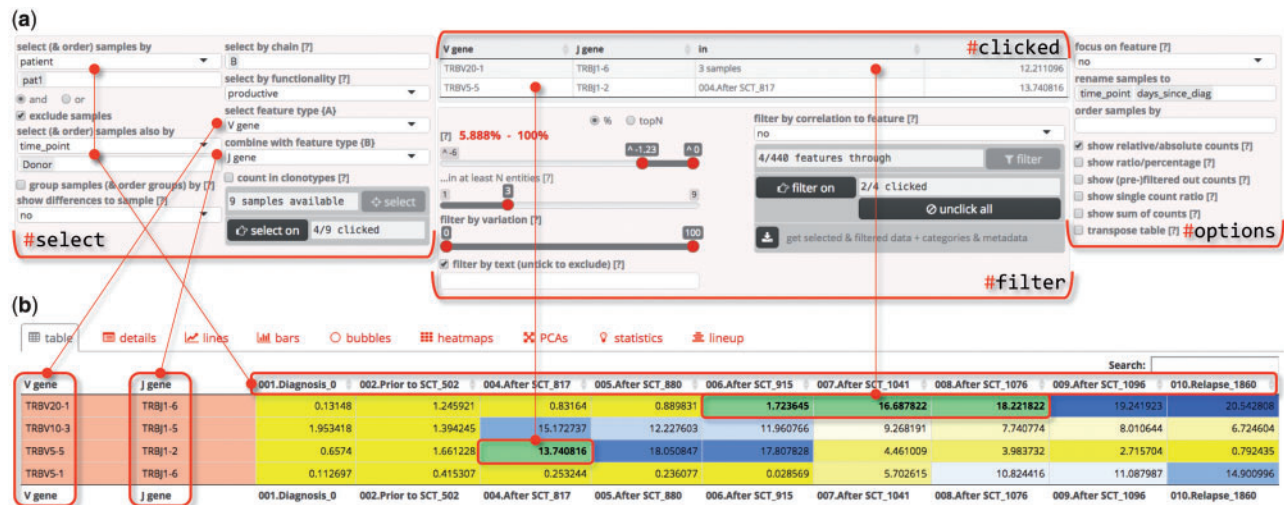 (a)
select (& order) samples by
patient
pat1
and or
exclude samples
select (& order) samples also by
time_point
Donor
group samples (& order groups) by [?]
show differences to sample [?]
no
#select
select by chain [?]
B
select by functionality [?]
productive
select feature type {A}
V gene
combine with feature type {B}
J gene
count in clonotypes [?]
9 samples available select
select on 4/9 clicked
V gene J gene in #clicked
TRBV20-1 TRBJ1-6 3 samples 12.211096
TRBV5-5 TRBJ1-2 004.After SCT_817 13.740816
% topN
[?] 5.888% - 100%
^-6 ^-1.23 ^0
...in at least N entities [?]
1 3 9
filter by variation [?]
0 100
filter by text (untick to exclude) [?]
filter by correlation to feature [?]
no
4/440 features through filter
filter on 2/4 clicked
unclick all
get selected & filtered data + categories & metadata
#filter
focus on feature [?]
no
rename samples to
time_point days_since_diag
order samples by
show relative/absolute counts
show ratio/percentage [?]
show (pre-)filtered out counts [?]
show single count ratio [?]
show sum of counts [?]
transpose table [?]
#options
(b)
table details lines bars bubbles heatmaps PCAs statistics lineup
Search:
V gene J gene 001.Diagnosis_0 002.Prior to SCT_502 004.After SCT_817 005.After SCT_880 006.After SCT_915 007.After SCT_1041 008.After SCT_1076 009.After SCT_1096 010.Relapse_1860
TRBV20-1 TRBJ1-6 0.13148 1.245921 0.83164 0.889831 1.723645 16.687822 18.221822 19.241923 20.542808
TRBV10-3 TRBJ1-5 1.953418 1.394245 15.172737 12.227603 11.960766 9.268191 7.740774 8.010644 6.724604
TRBV5-5 TRBJ1-2 0.6574 1.661228 13.740816 18.050847 17.807828 4.461009 3.983732 2.715704 0.792435
TRBV5-1 TRBJ1-6 0.112697 0.415307 0.253244 0.236077 0.028569 5.702615 10.824416 11.087987 14.900996
V gene J gene 001.Diagnosis_0 002.Prior to SCT_502 004.After SCT_817 005.After SCT_880 006.After SCT_915 007.After SCT_1041 008.After SCT_1076 009.After SCT_1096 010.Relapse_1860